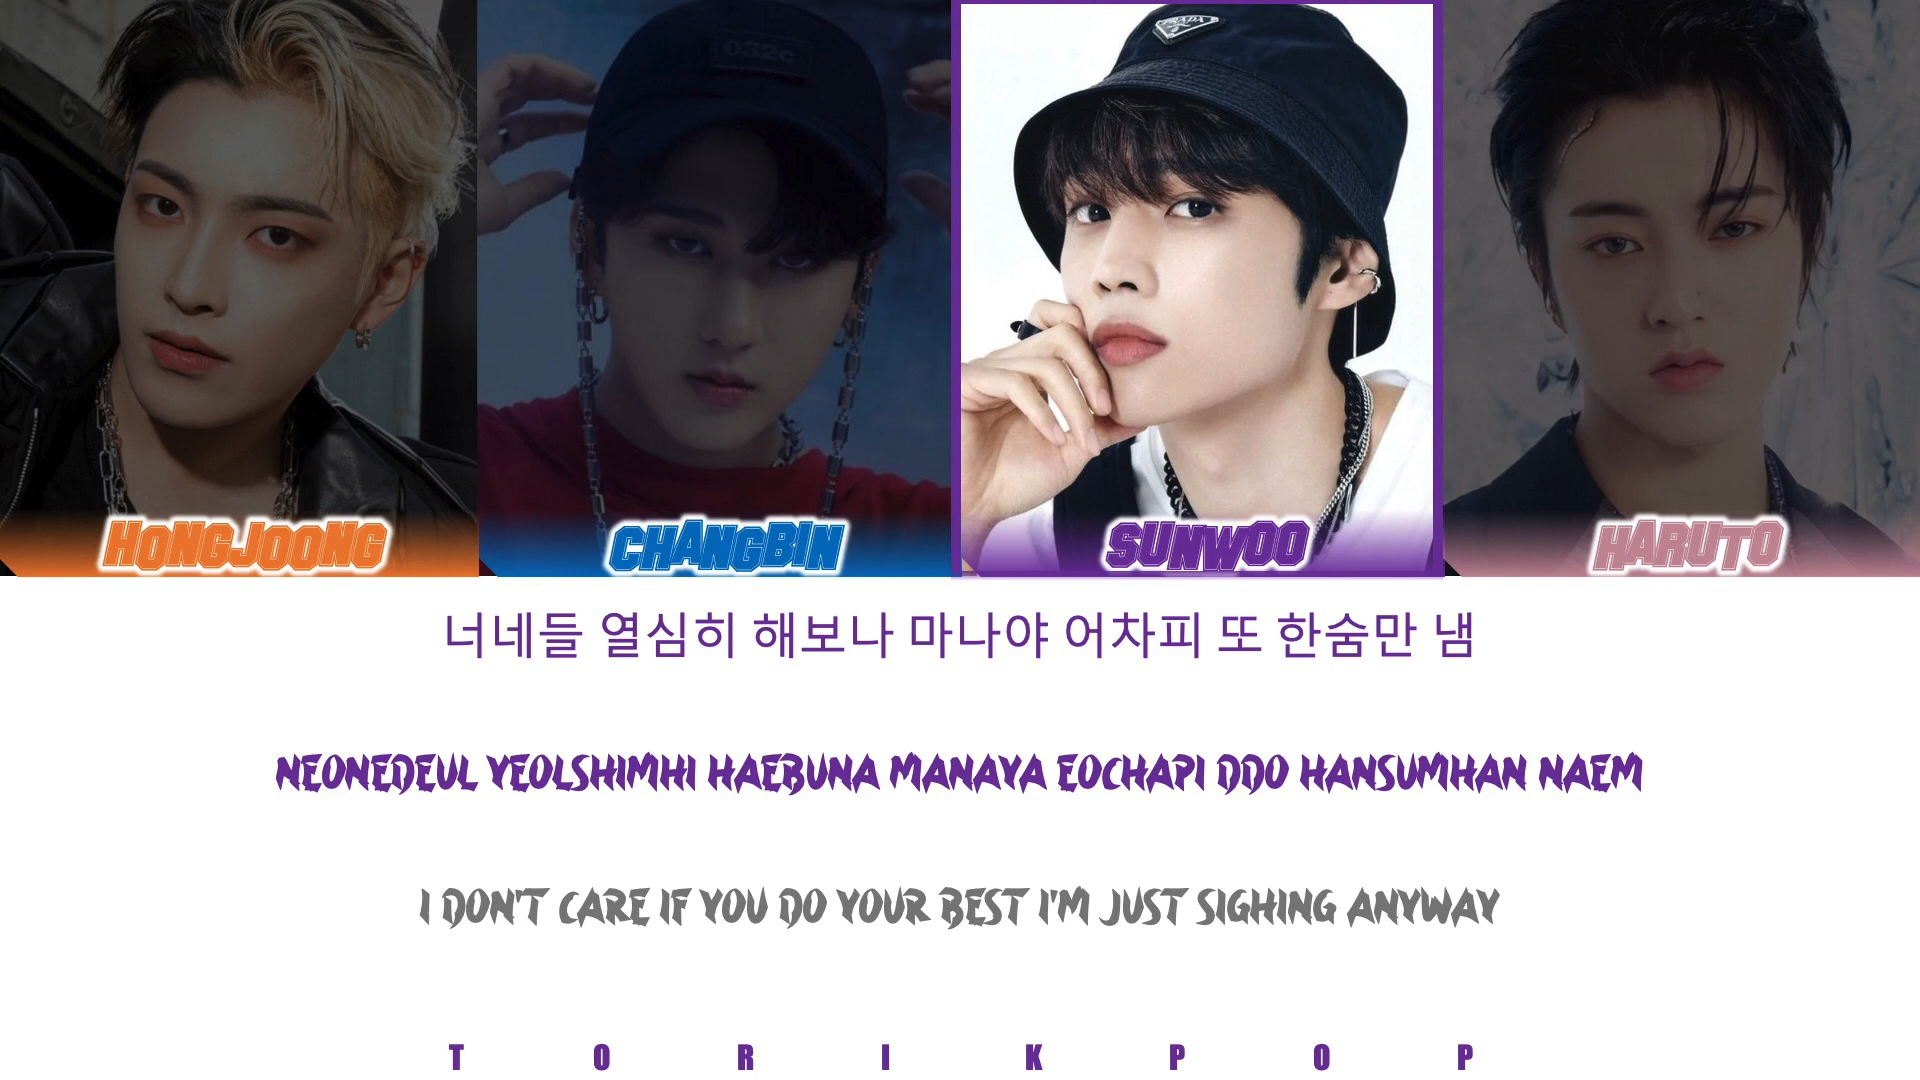 032c
PRADA
HONGJOONG
CHANGBIN
SUNWOO
HARUTO
너네들 열심히 해보나 마나야 어차피 또 한숨만 냄
NEONEDEUL YEOLSHIMHI HAEBUNA MANAYA EOCHAPI DDO HANSUMHAN NAEM
I DON'T CARE IF YOU DO YOUR BEST I'M JUST SIGHING ANYWAY
T O R I K P O P